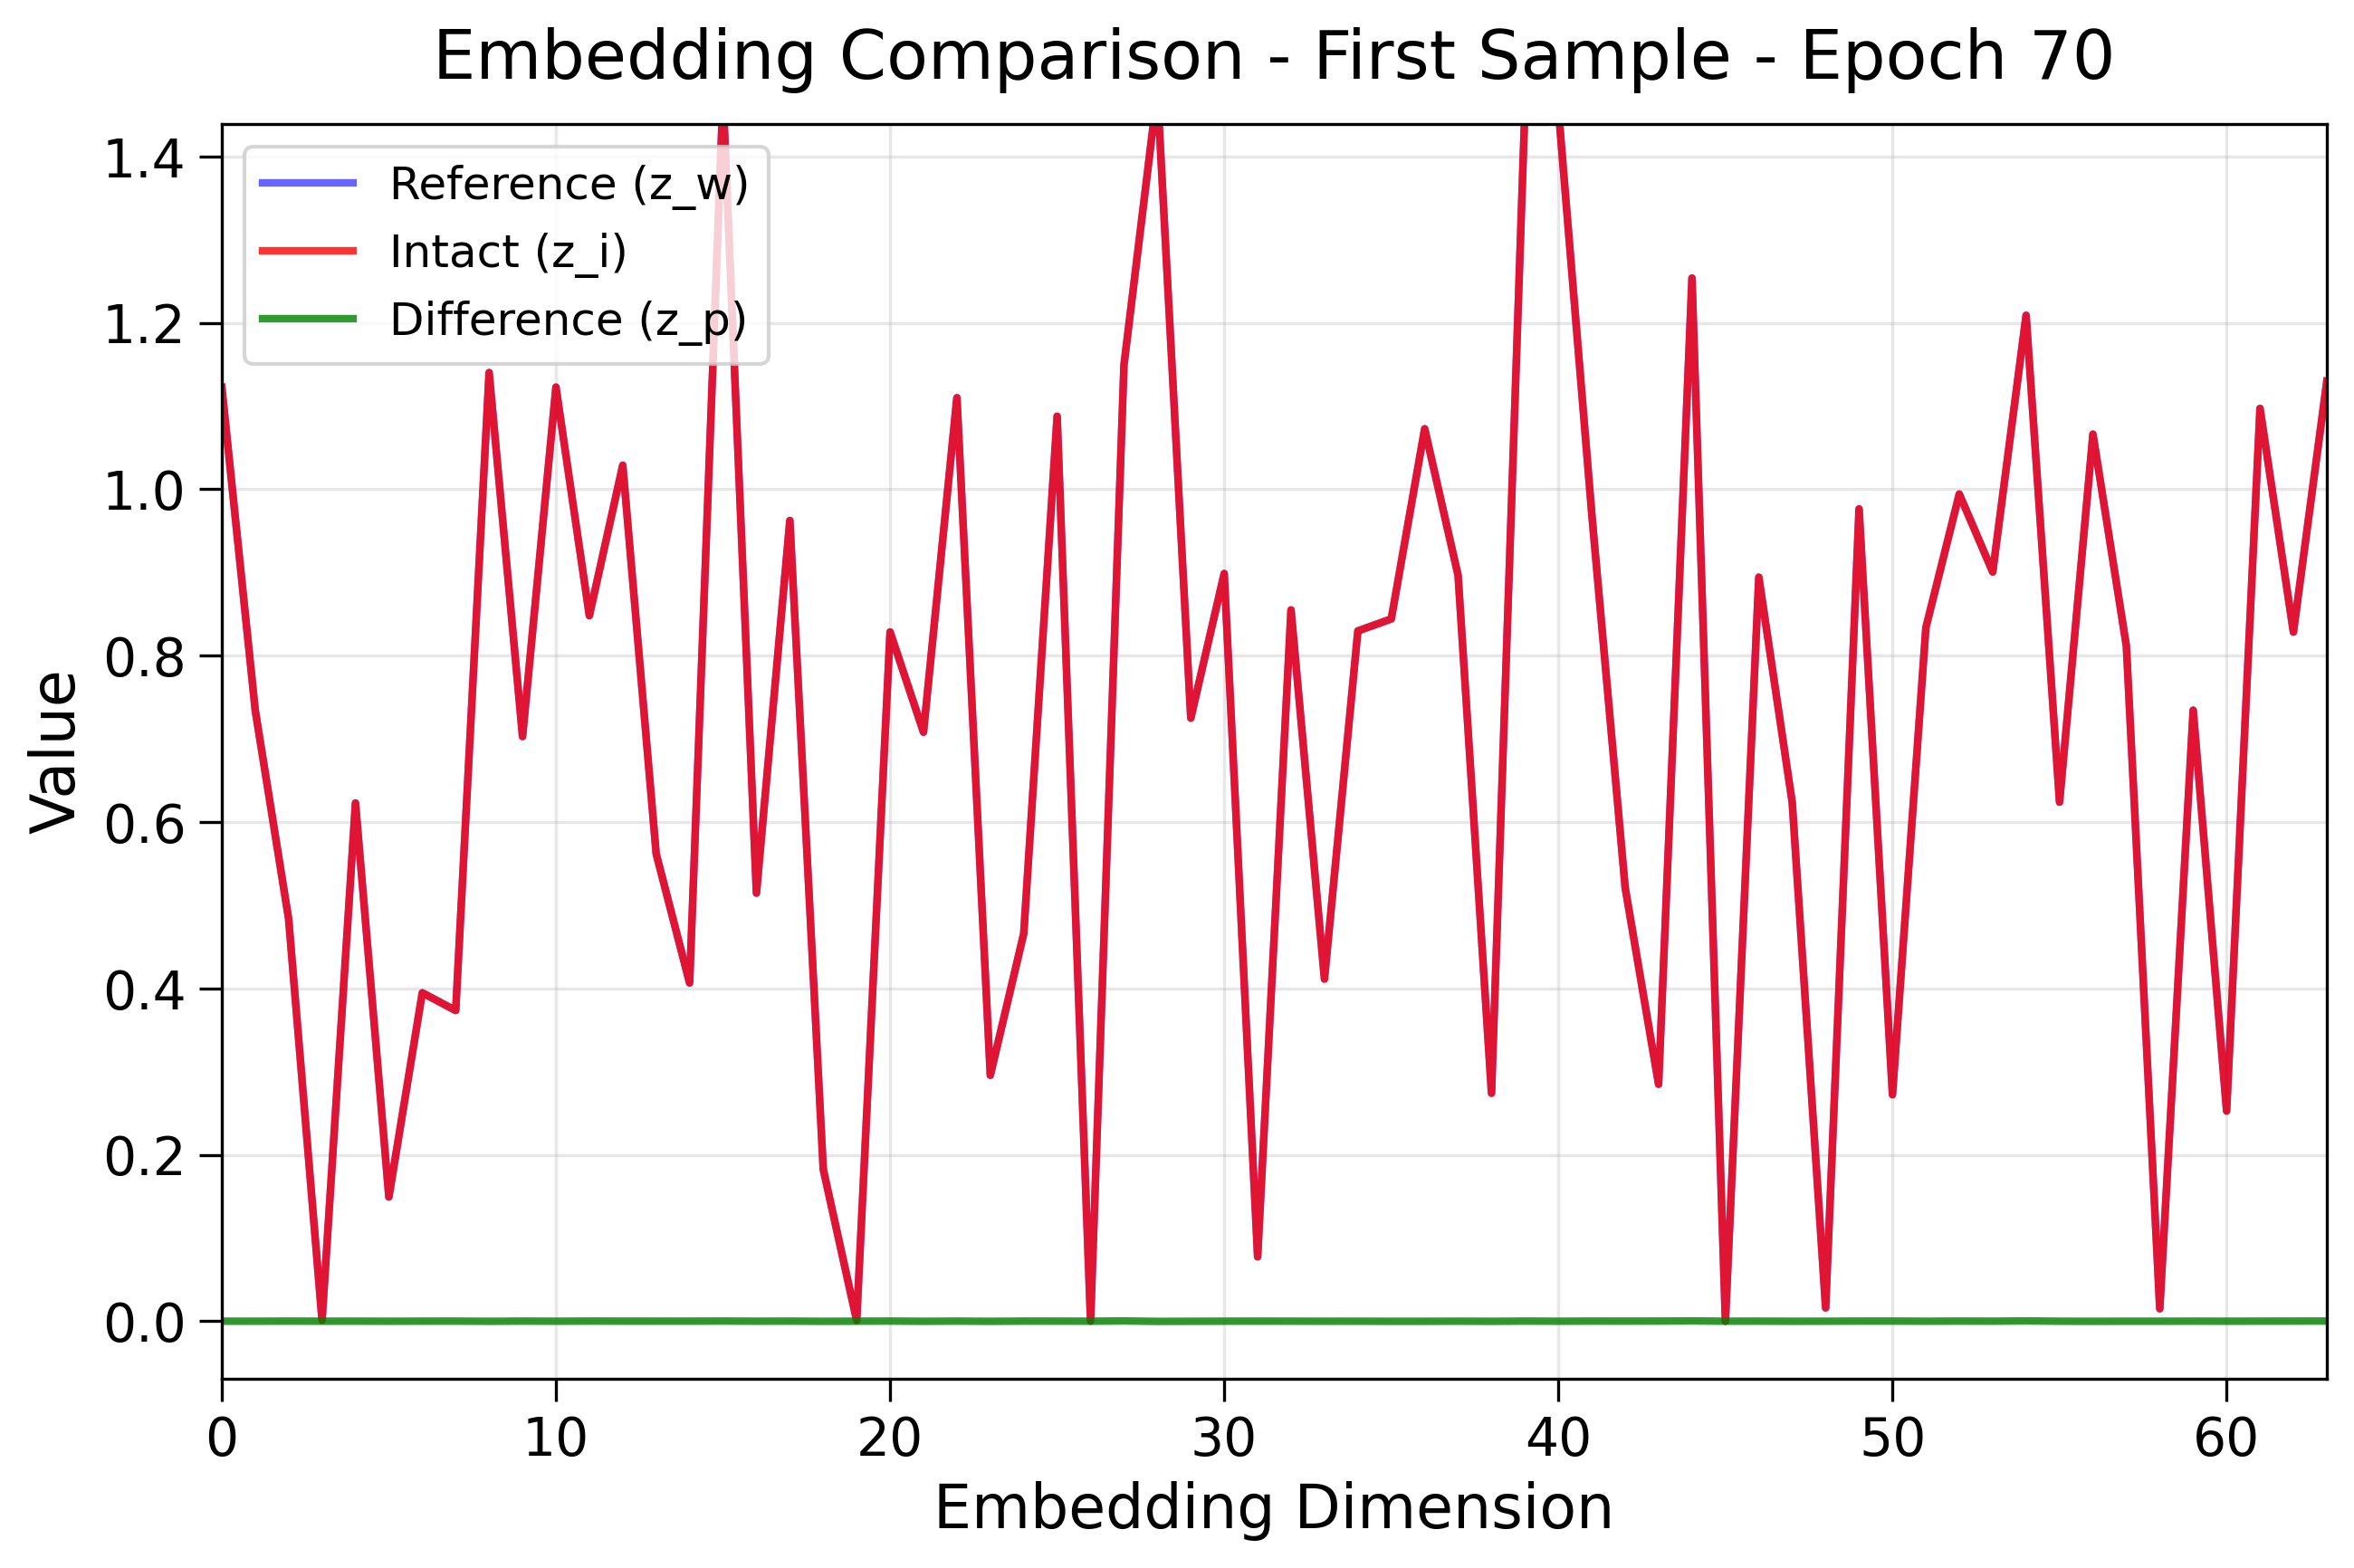 Embedding Comparison - First Sample - Epoch 70
Reference (z_w)
Intact (z_i)
Difference (z_p)
1.4
1.2
1.0
0.8
0.6
0.4
0.2
0.0
Value
0 10 20 30 40 50 60
Embedding Dimension